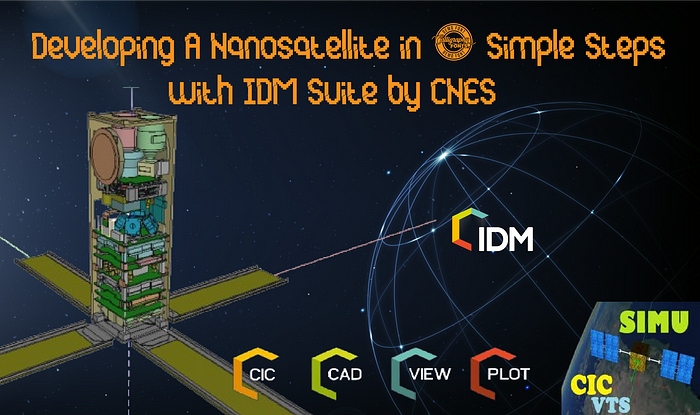 Developing A Nanosatellite in Simple Steps
with IDM Suite by CNES
IDM
SIMU
CIC CAD VIEW PLOT
CIC
VTS